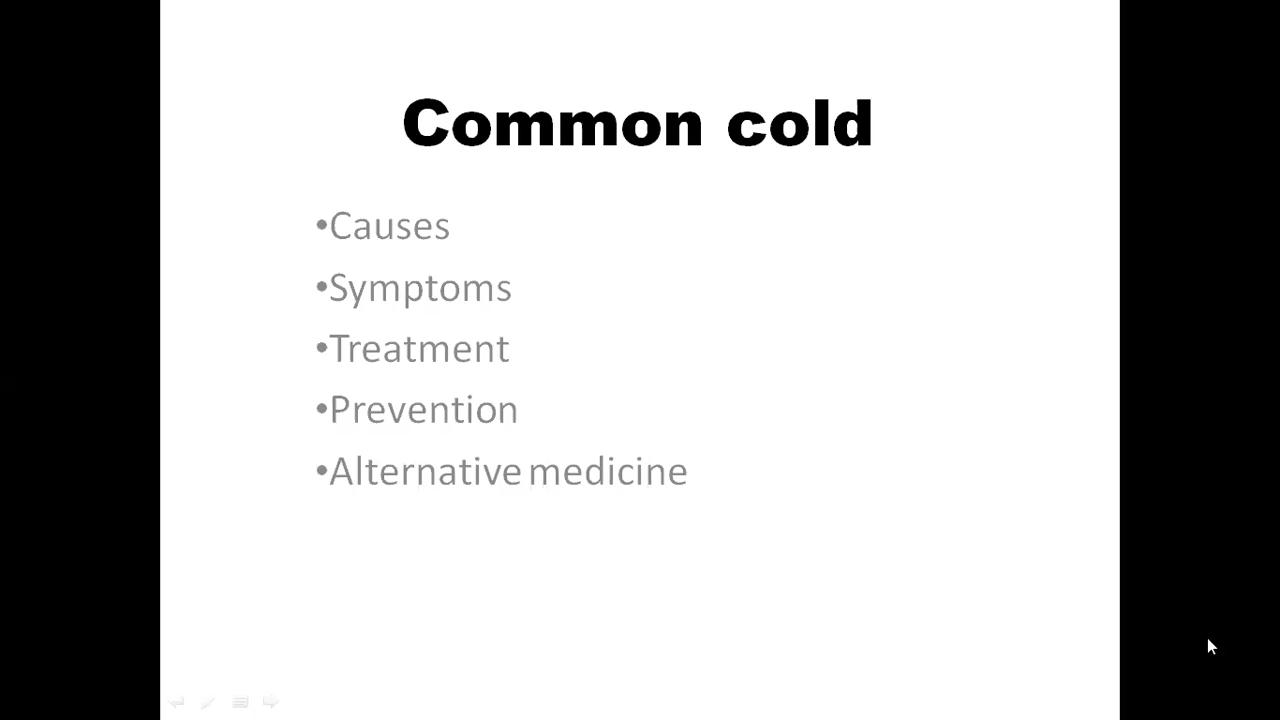 Common cold
•Causes
•Symptoms
•Treatment
•Prevention
•Alternative medicine